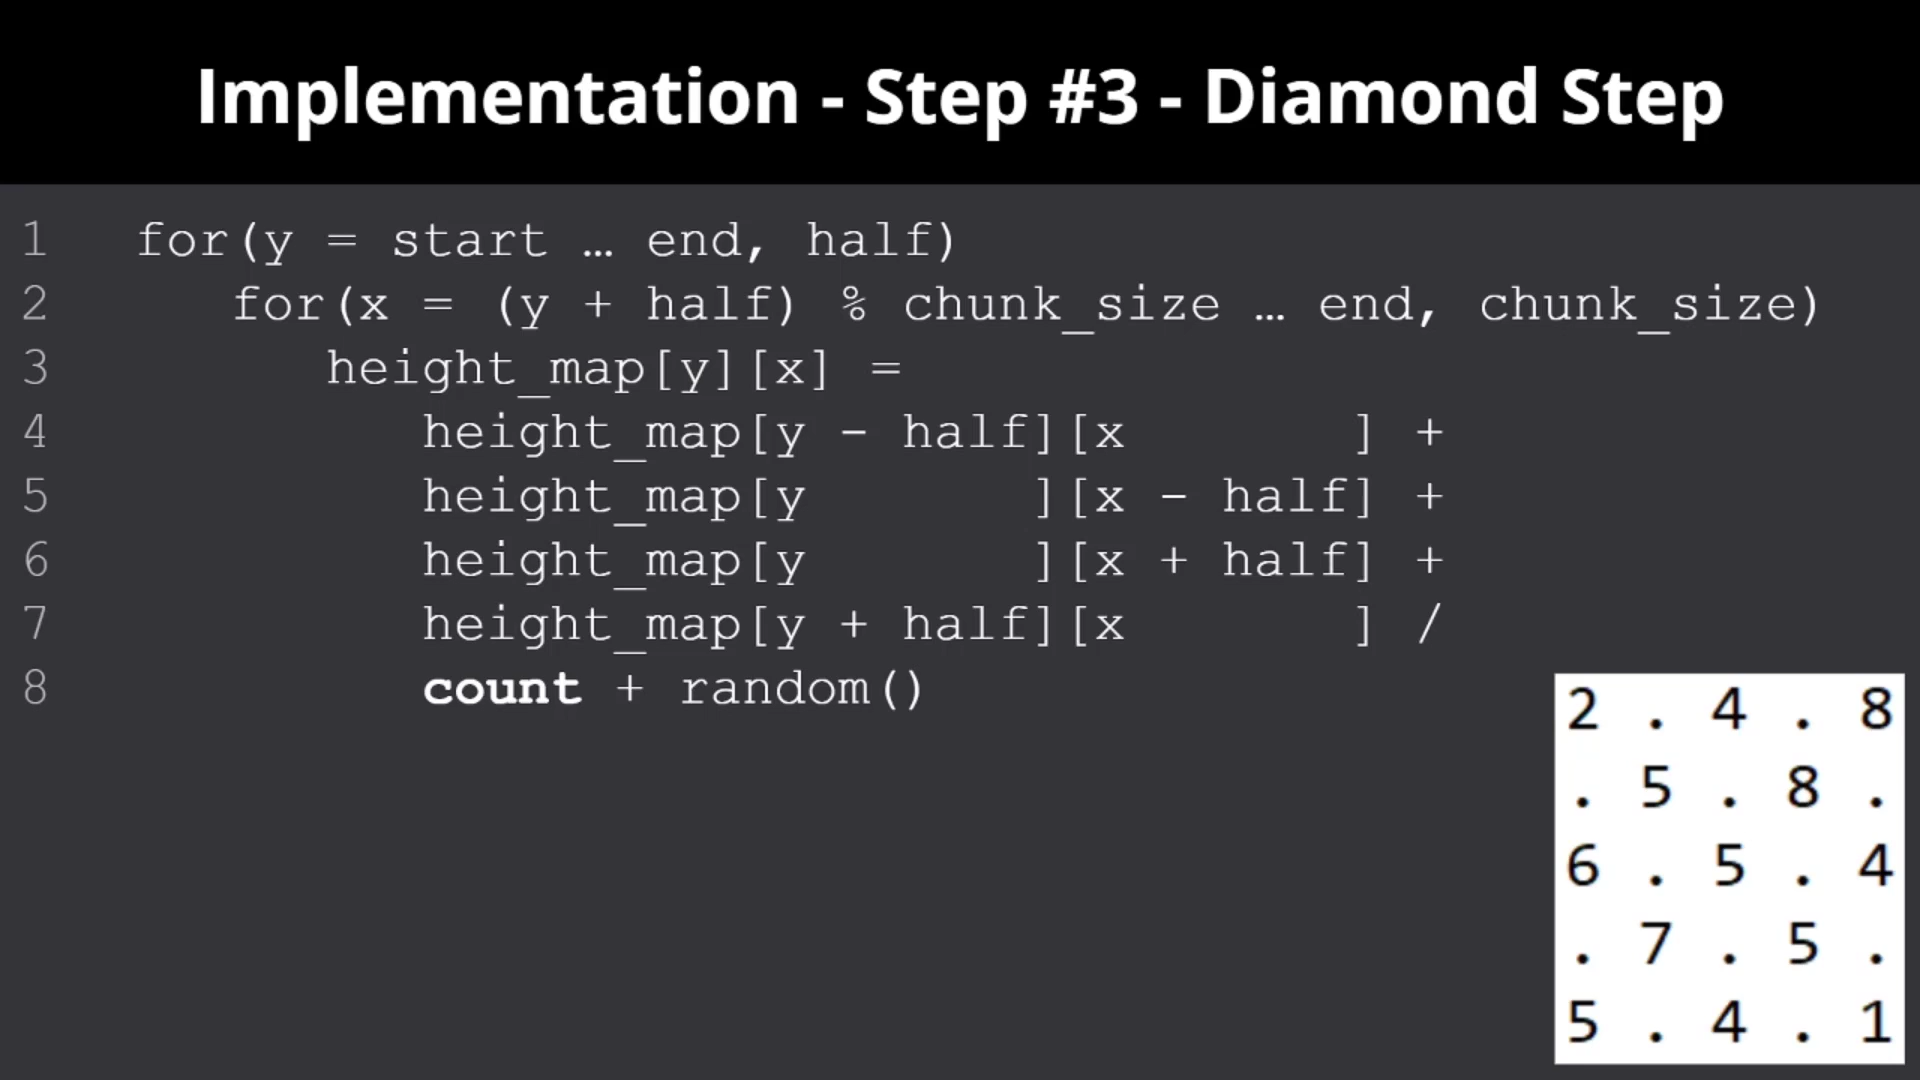 Implementation - Step #3 - Diamond Step
1 for(y = start … end, half)
2 for(x = (y + half) % chunk_size … end, chunk_size)
3 height_map[y][x] =
4 height_map[y - half][x ] +
5 height_map[y ][x - half] +
6 height_map[y ][x + half] +
7 height_map[y + half][x ] /
8 count + random()
2 . 4 . 8
. 5 . 8 .
6 . 5 . 4
. 7 . 5 .
5 . 4 . 1